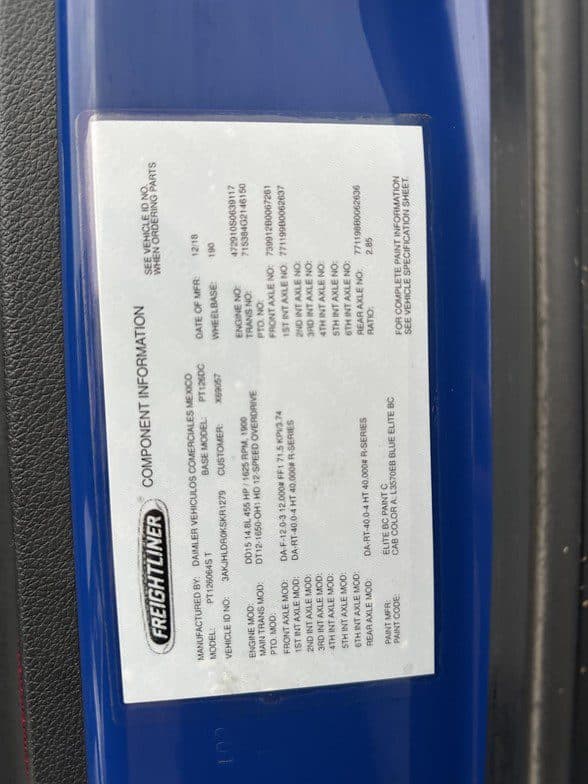 FREIGHTLINER COMPONENT INFORMATION
SEE VEHICLE ID NO.
WHEN ORDERING PARTS
MANUFACTURED BY: DAIMLER VEHICULOS COMERCIALES MEXICO DATE OF MFR: 12/18
MODEL: PT126064S T BASE MODEL: PT126DC WHEELBASE: 190
VEHICLE ID NO: 3AKJHLDR0KSKR1279 CUSTOMER: X69057
ENGINE MOD: DD15 14.8L 455 HP / 1625 RPM, 1900 ENGINE NO: 472910S0639117
MAIN TRANS MOD: DT12-1650-OH1 HD 12-SPEED OVERDRIVE TRANS NO: 715384G2146150
PTO. MOD: PTO. NO:
FRONT AXLE MOD: DA-F-12.0-3 12,000# FF1 71.5 KPI/3.74 FRONT AXLE NO: 739912B0067261
1ST INT AXLE MOD: DA-RT-40.0-4 HT 40,000# R-SERIES 1ST INT AXLE NO: 771199B0062637
2ND INT AXLE MOD: 2ND INT AXLE NO:
3RD INT AXLE MOD: 3RD INT AXLE NO:
4TH INT AXLE MOD: 4TH INT AXLE NO:
5TH INT AXLE MOD: 5TH INT AXLE NO:
6TH INT AXLE MOD: 6TH INT AXLE NO:
REAR AXLE MOD: DA-RT-40.0-4 HT 40,000# R-SERIES REAR AXLE NO: 771198B0062636
RATIO: 2.85
PAINT MFR: ELITE BC PAINT C FOR COMPLETE PAINT INFORMATION
PAINT CODE: CAB COLOR A: L3570EB BLUE ELITE BC SEE VEHICLE SPECIFICATION SHEET.